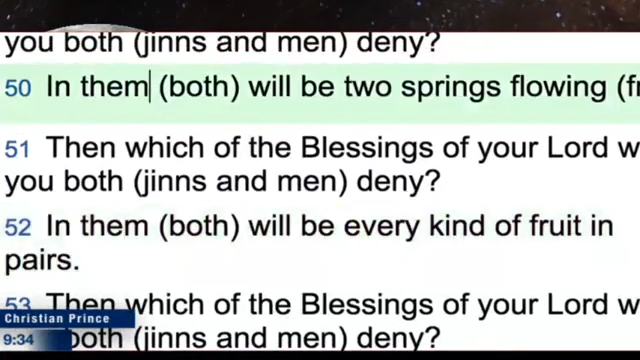 you both (jinns and men) deny?
50 In them (both) will be two springs flowing
51 Then which of the Blessings of your Lord
you both (jinns and men) deny?
52 In them (both) will be every kind of fruit in
pairs.
53 Then which of the Blessings of your Lord
both (jinns and men) deny?
Christian Prince
9:34